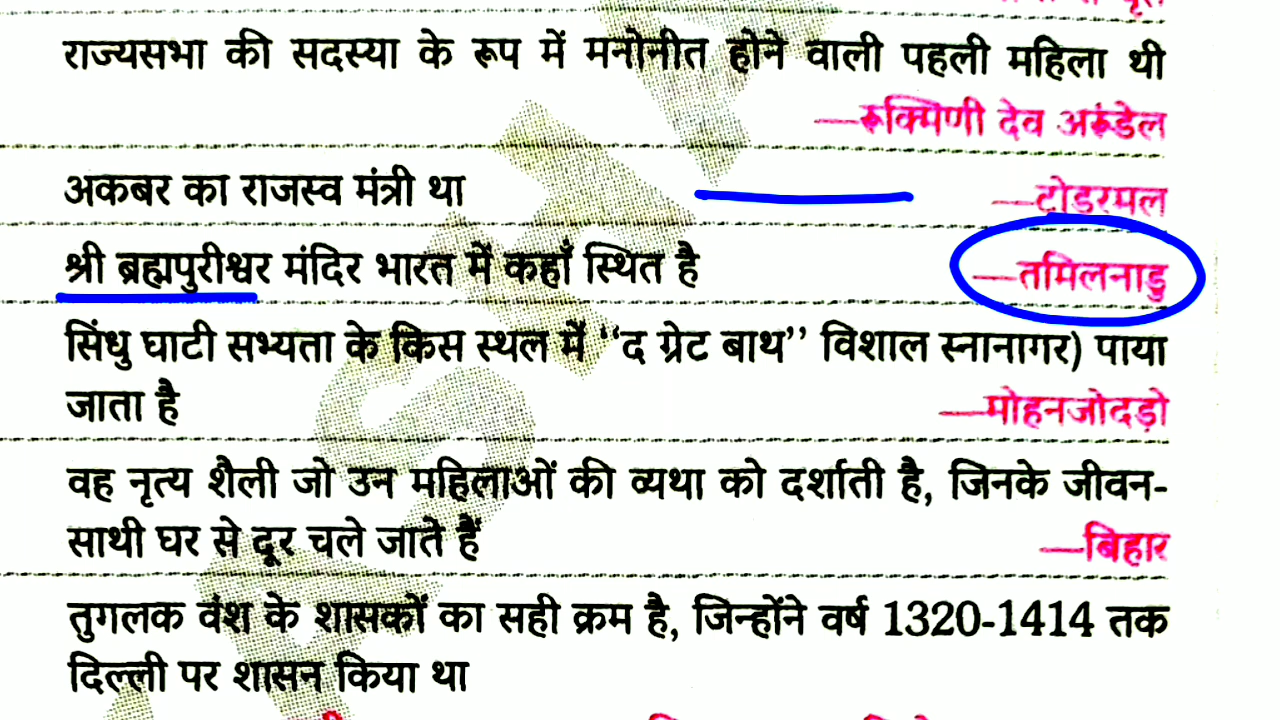 राज्यसभा की सदस्या के रूप में मनोनीत होने वाली पहली महिला थी
—रूक्मिणी देव अरूंडेल
अकबर का राजस्व मंत्री था —टोडरमल
श्री ब्रह्मपुरीश्वर मंदिर भारत में कहाँ स्थित है —तमिलनाडु
सिंधु घाटी सभ्यता के किस स्थल में ‘‘द ग्रेट बाथ’’ विशाल स्नानागर) पाया
जाता है —मोहनजोदड़ो
वह नृत्य शैली जो उन महिलाओं की व्यथा को दर्शाती है, जिनके जीवन-
साथी घर से दूर चले जाते हैं —बिहार
तुगलक वंश के शासकों का सही क्रम है, जिन्होंने वर्ष 1320-1414 तक
दिल्ली पर शासन किया था